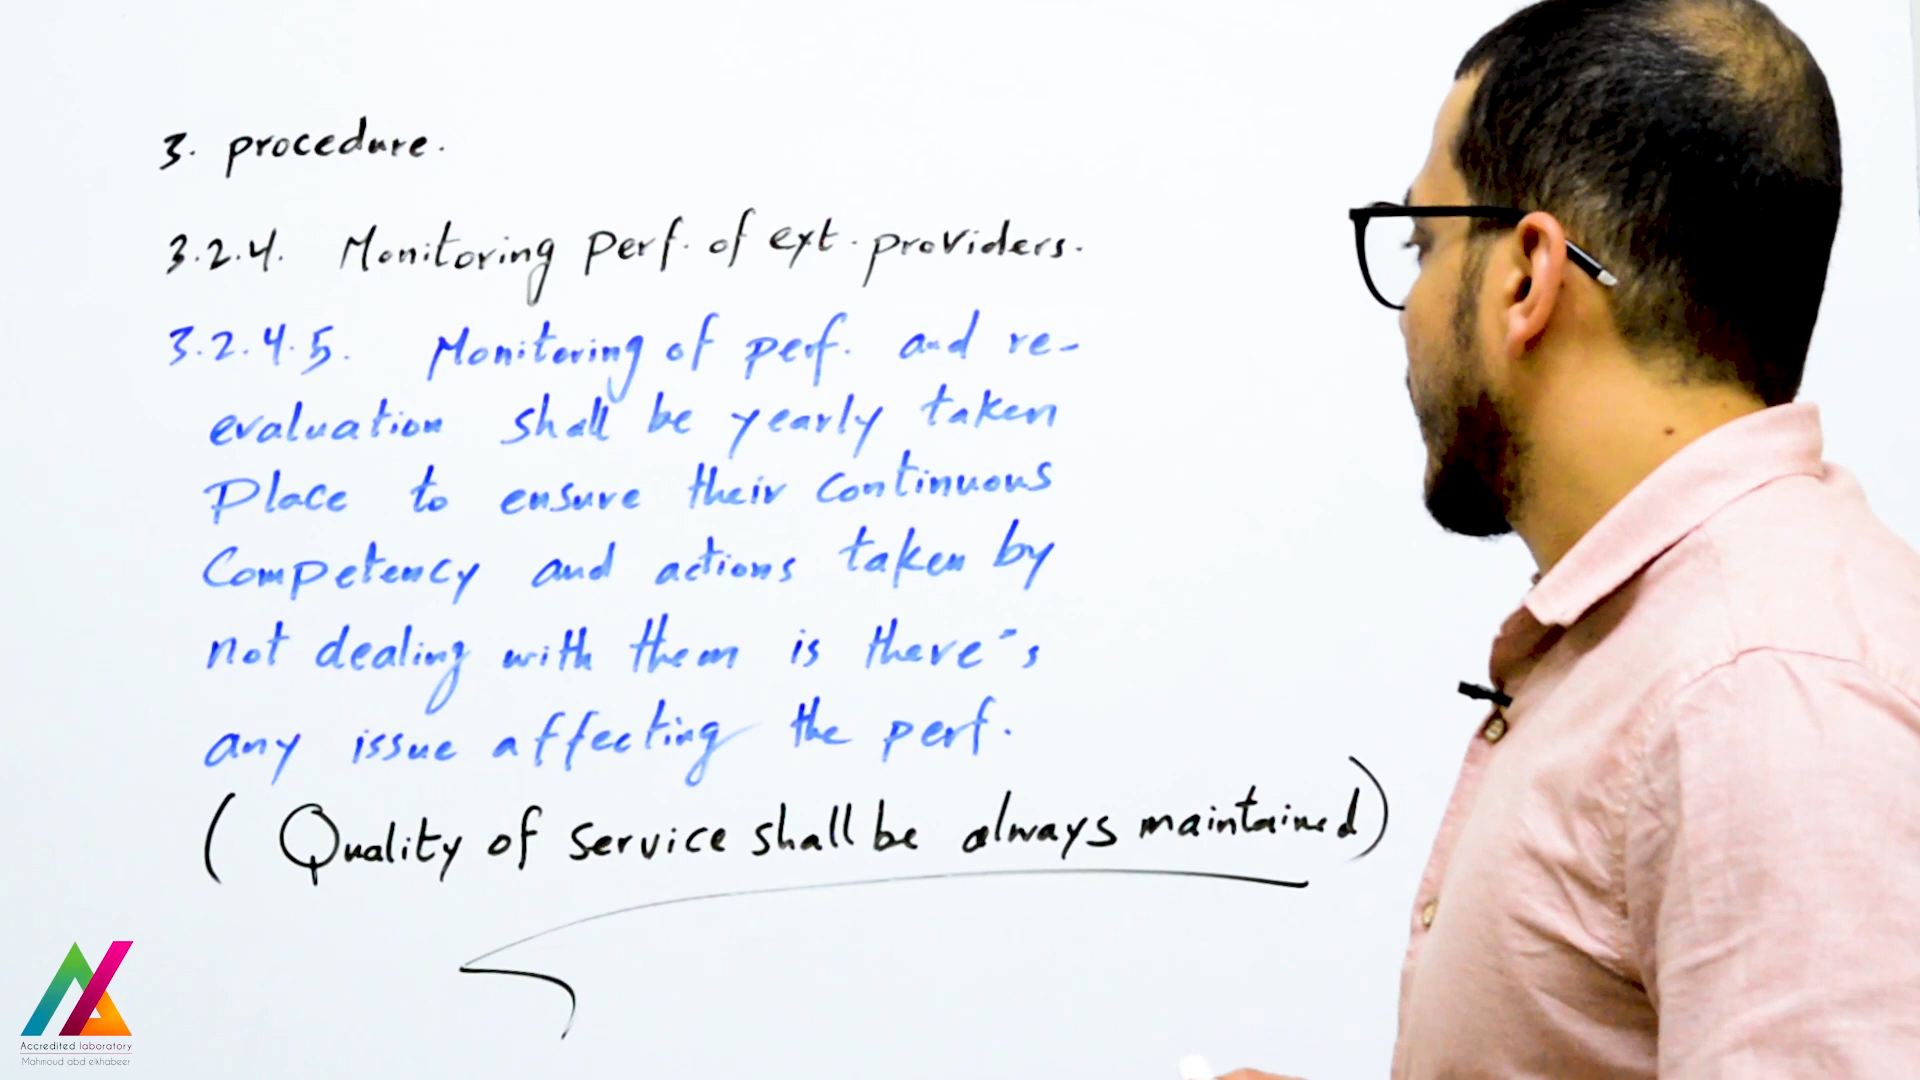 3. procedure.
3.2.4. Monitoring perf. of ext. providers.
3.2.4.5. Monitoring of perf. and re-
evaluation shall be yearly taken
Place to ensure their continuous
Competency and actions taken by
not dealing with them is there's
any issue affecting the perf.
( Quality of service shall be always maintained)
Accredited laboratory
Mahmoud abd elkhabeer